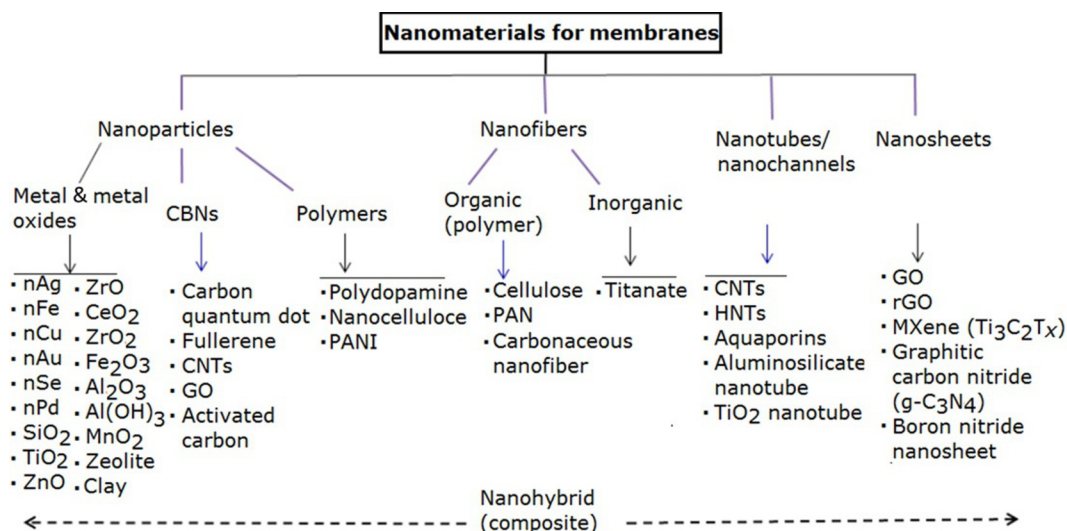 Nanomaterials for membranes
Nanoparticles
Nanofibers
Nanotubes/
nanochannels
Nanosheets
Metal & metal
oxides
CBNs
Polymers
Organic
(polymer)
Inorganic
· nAg
· nFe
· nCu
· nAu
· nSe
· nPd
· SiO2
· TiO2
· ZnO
· ZrO
· CeO2
· ZrO2
· Fe2O3
· Al2O3
· Al(OH)3
· MnO2
· Zeolite
· Clay
· Carbon
quantum dot
· Fullerene
· CNTs
· GO
· Activated
carbon
· Polydopamine
· Nanocelluloce
· PANI
· Cellulose
· PAN
· Carbonaceous
nanofiber
· Titanate
· CNTs
· HNTs
· Aquaporins
· Aluminosilicate
nanotube
· TiO2 nanotube
· GO
· rGO
· MXene (Ti3C2Tx)
· Graphitic
carbon nitride
(g-C3N4)
· Boron nitride
nanosheet
Nanohybrid
(composite)